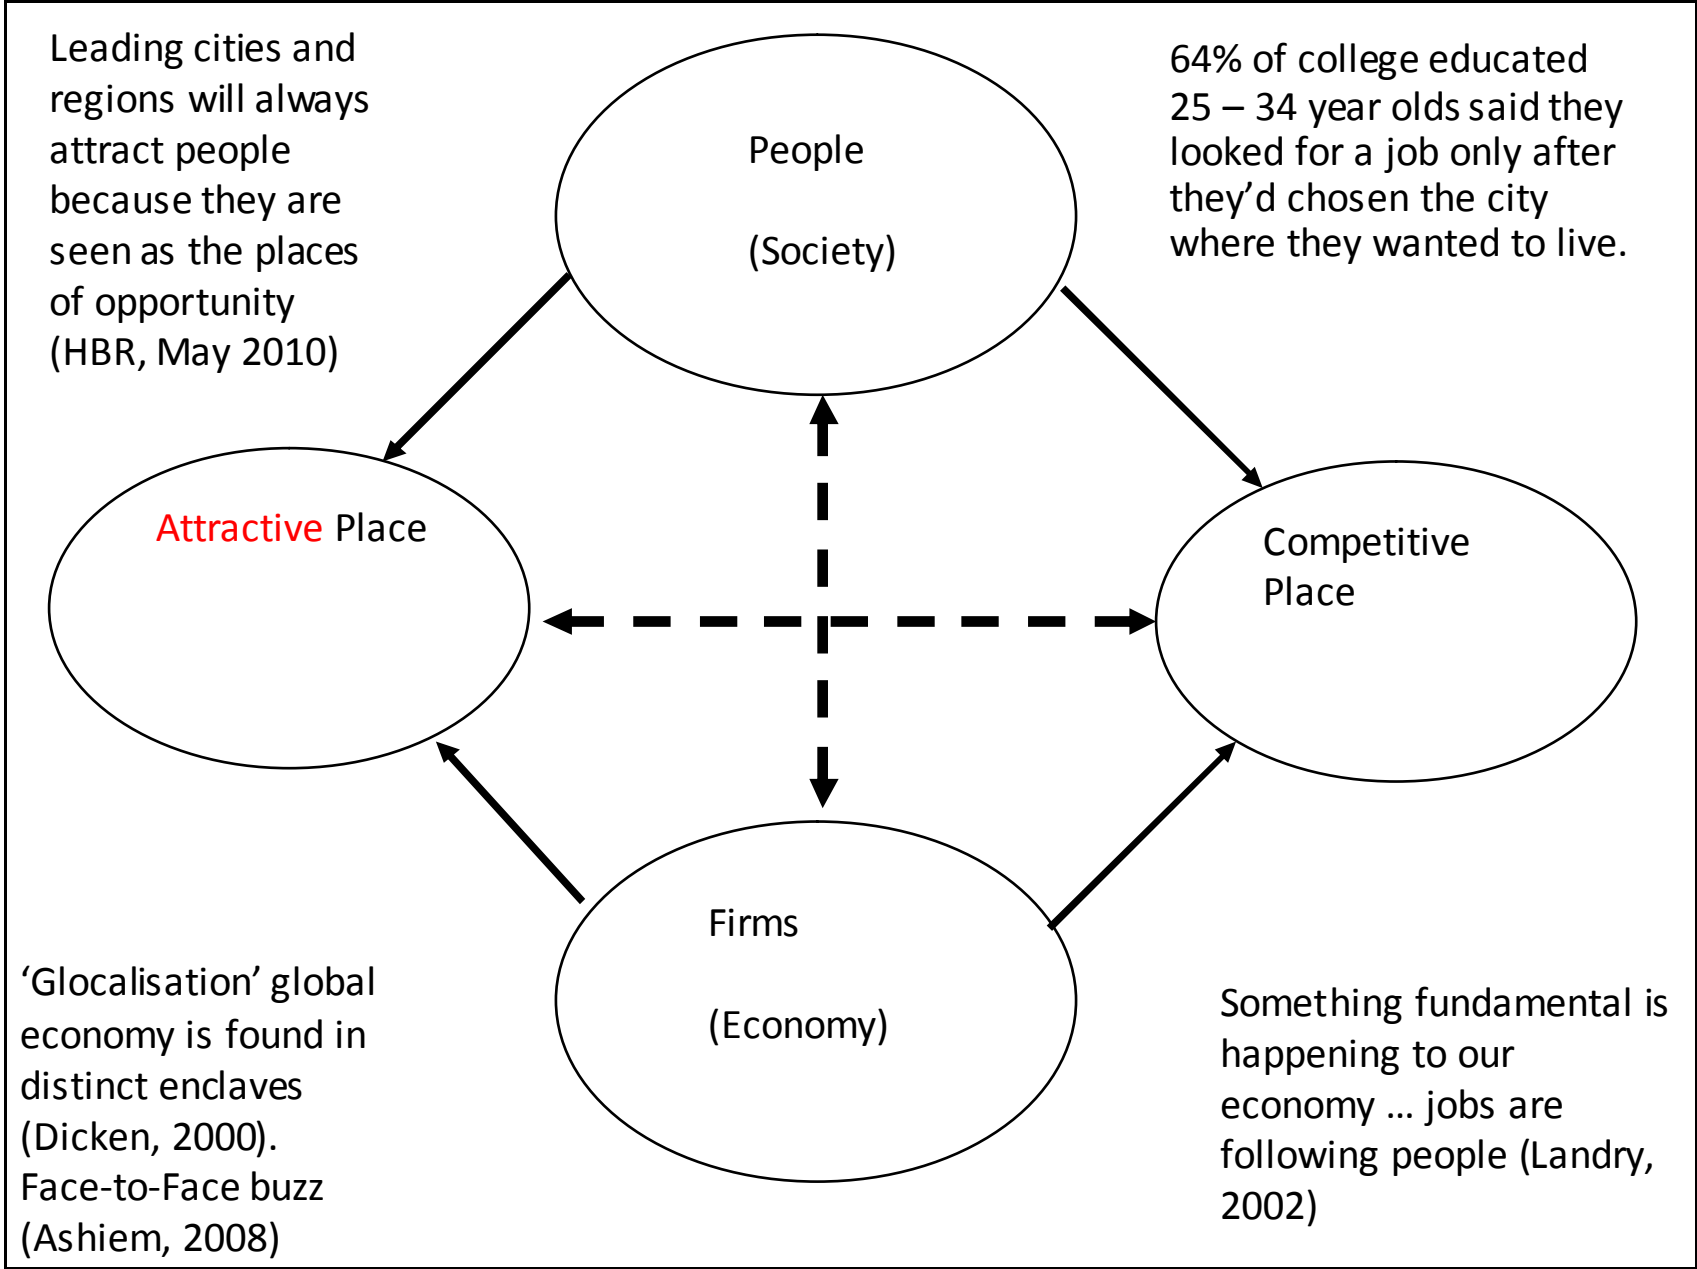 Leading cities and
regions will always
attract people
because they are
seen as the places
of opportunity
(HBR, May 2010)
People
(Society)
64% of college educated
25 – 34 year olds said they
looked for a job only after
they’d chosen the city
where they wanted to live.
Attractive Place
Competitive
Place
Firms
(Economy)
‘Glocalisation’ global
economy is found in
distinct enclaves
(Dicken, 2000).
Face-to-Face buzz
(Ashiem, 2008)
Something fundamental is
happening to our
economy … jobs are
following people (Landry,
2002)